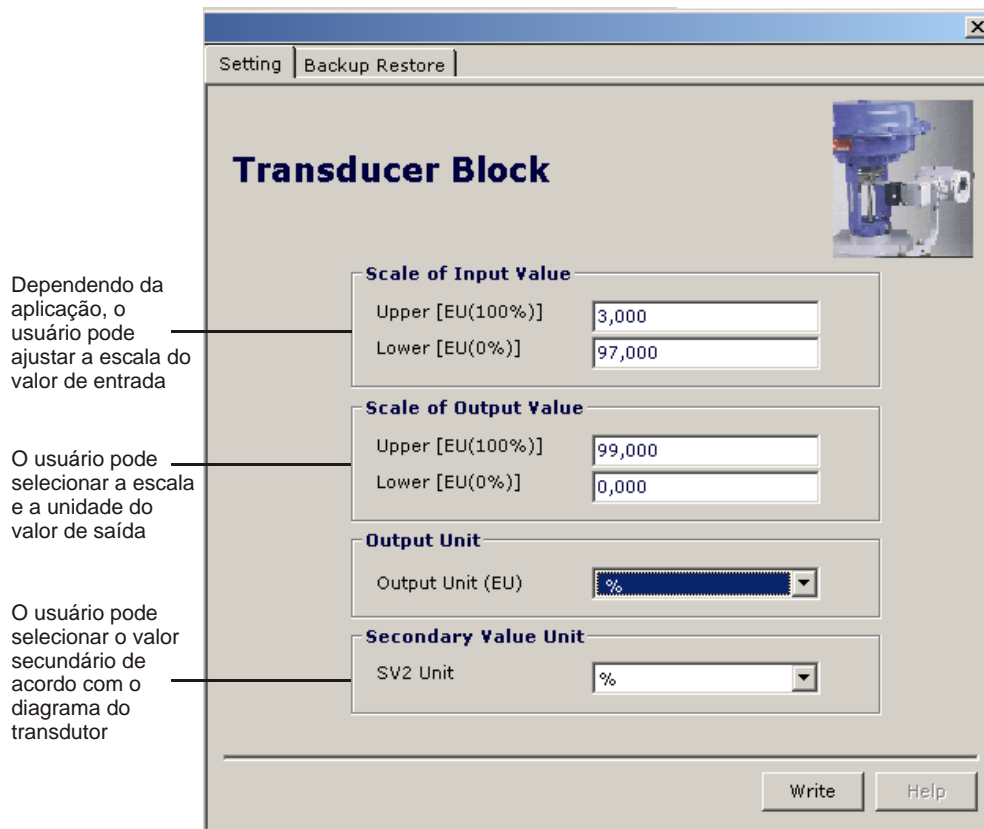 Setting
Backup Restore
Transducer Block
Dependendo da
aplicação, o
usuário pode
ajustar a escala do
valor de entrada
Scale of Input Value
Upper [EU(100%)]
3,000
Lower [EU(0%)]
97,000
O usuário pode
selecionar a escala
e a unidade do
valor de saída
Scale of Output Value
Upper [EU(100%)]
99,000
Lower [EU(0%)]
0,000
Output Unit
Output Unit (EU)
%
O usuário pode
selecionar o valor
secundário de
acordo com o
diagrama do
transdutor
Secondary Value Unit
SV2 Unit
%
Write
Help